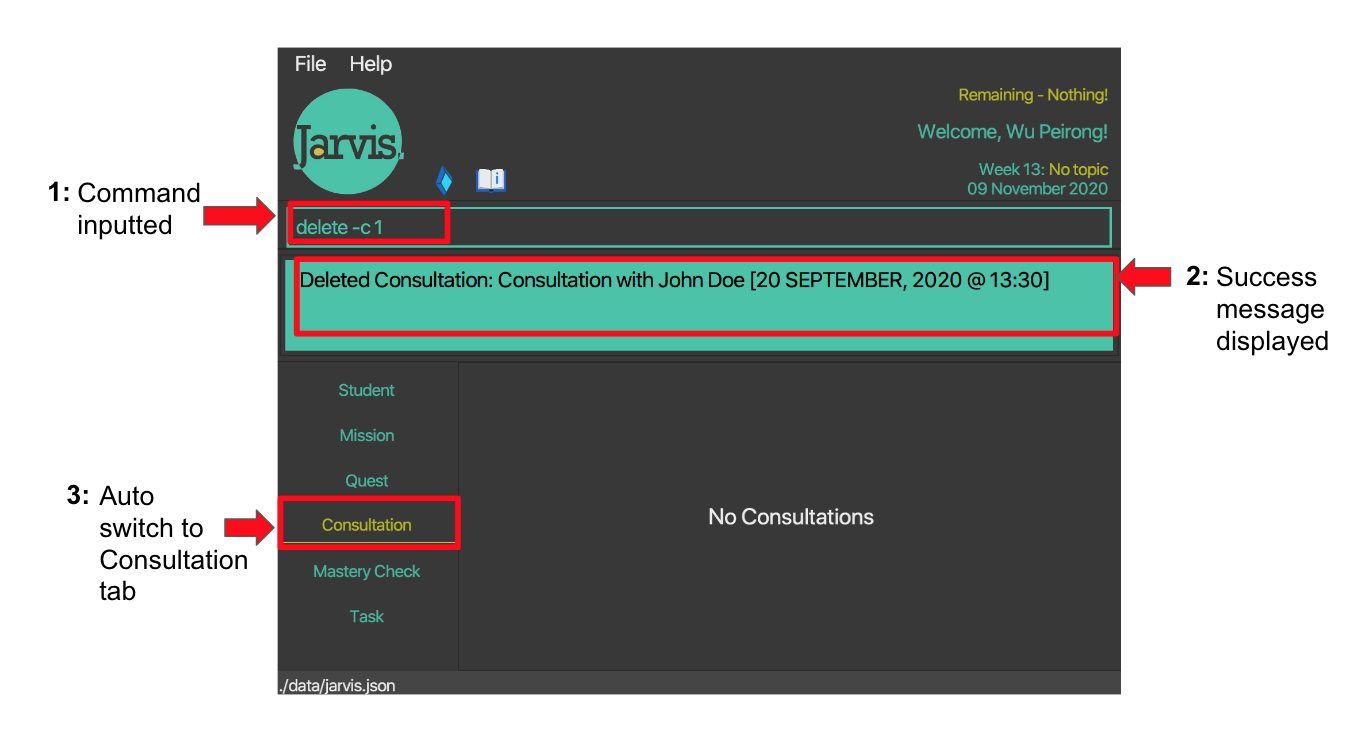 File Help
Remaining - Nothing!
Jarvis.
Welcome, Wu Peirong!
Week 13: No topic
09 November 2020
1: Command
inputted
delete -c 1
Deleted Consultation: Consultation with John Doe [20 SEPTEMBER, 2020 @ 13:30]
2: Success
message
displayed
Student
Mission
Quest
3: Auto
switch to
Consultation
tab
Consultation
No Consultations
Mastery Check
Task
./data/jarvis.json